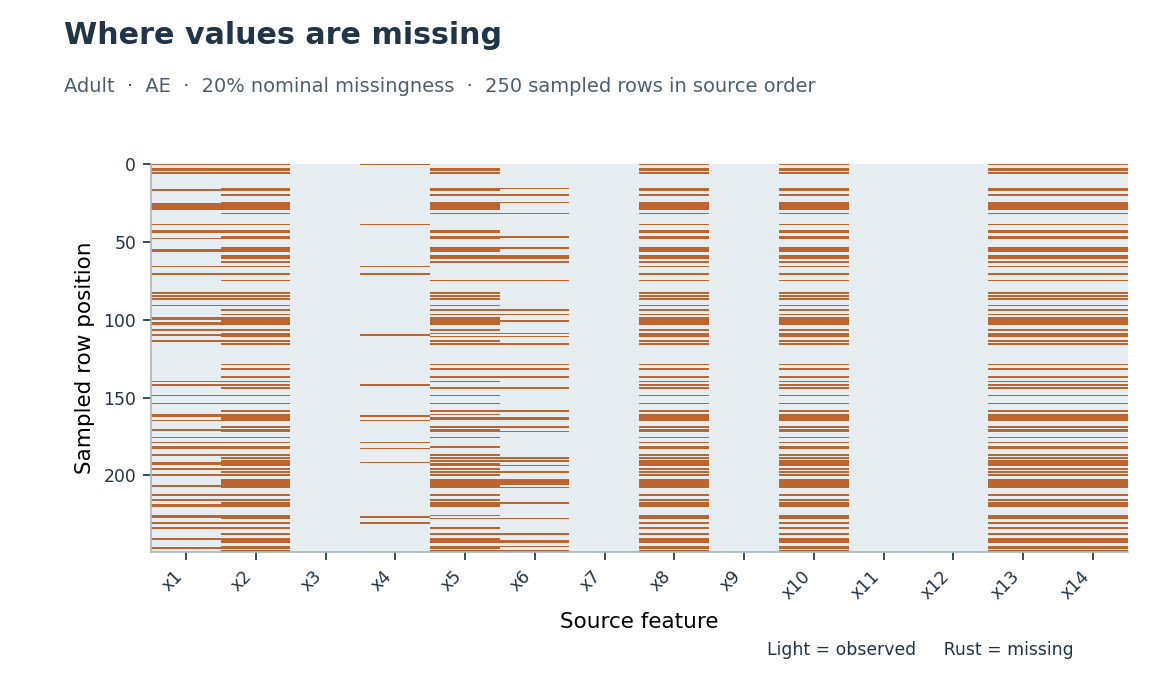 Where values are missing
Adult · AE · 20% nominal missingness · 250 sampled rows in source order
0
50
100
150
200
Sampled row position
x1 x2 x3 x4 x5 x6 x7 x8 x9 x10 x11 x12 x13 x14
Source feature
Light = observed Rust = missing